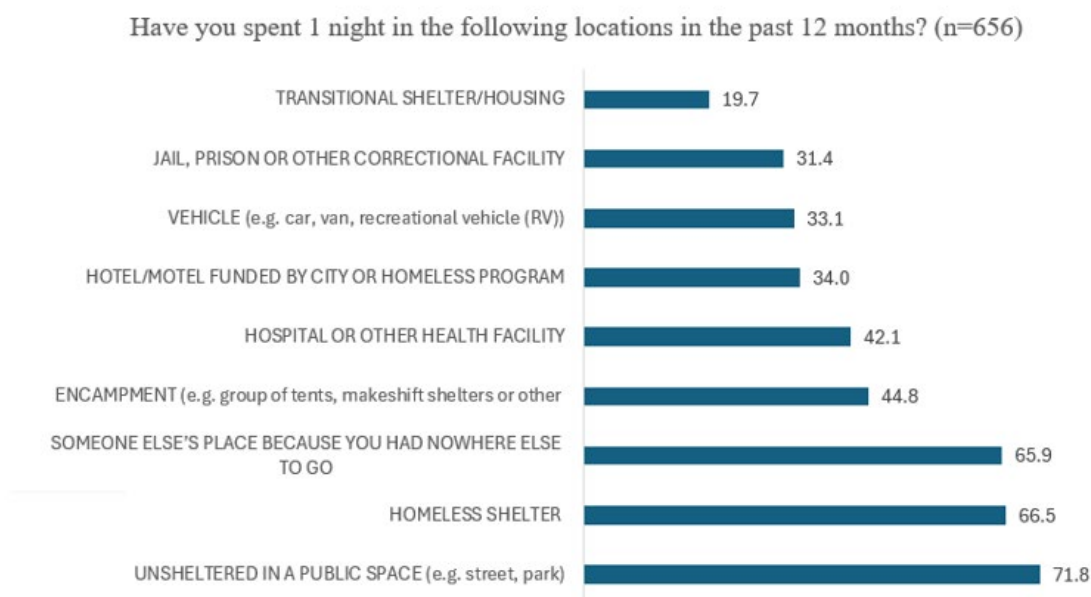 Have you spent 1 night in the following locations in the past 12 months? (n=656)
TRANSITIONAL SHELTER/HOUSING 19.7
JAIL, PRISON OR OTHER CORRECTIONAL FACILITY 31.4
VEHICLE (e.g. car, van, recreational vehicle (RV)) 33.1
HOTEL/MOTEL FUNDED BY CITY OR HOMELESS PROGRAM 34.0
HOSPITAL OR OTHER HEALTH FACILITY 42.1
ENCAMPMENT (e.g. group of tents, makeshift shelters or other 44.8
SOMEONE ELSE’S PLACE BECAUSE YOU HAD NOWHERE ELSE
TO GO 65.9
HOMELESS SHELTER 66.5
UNSHELTERED IN A PUBLIC SPACE (e.g. street, park) 71.8